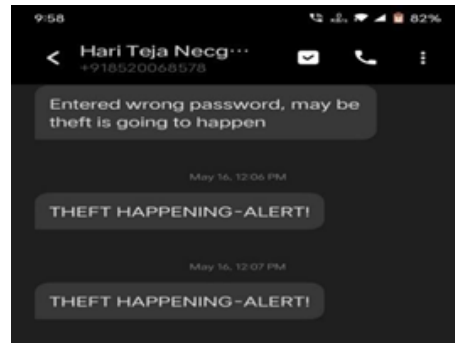 9:58
82%
Hari Teja Necg...
+918520068578
Entered wrong password, may be
theft is going to happen
May 16, 12:06 PM
THEFT HAPPENING-ALERT!
May 16, 12:07 PM
THEFT HAPPENING-ALERT!